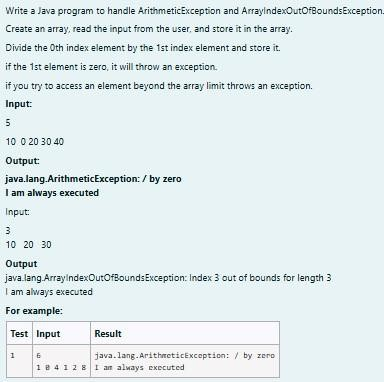 Write a Java program to handle ArithmeticException and ArrayIndexOutOfBoundsException.
Create an array, read the input from the user, and store it in the array.
Divide the 0th index element by the 1st index element and store it.
if the 1st element is zero, it will throw an exception.
if you try to access an element beyond the array limit throws an exception.
Input:
5
10 0 20 30 40
Output:
java.lang.ArithmeticException: / by zero
I am always executed
Input:
3
10 20 30
Output
java.lang.ArrayIndexOutOfBoundsException: Index 3 out of bounds for length 3
I am always executed
For example:
Test Input Result
1 6 java.lang.ArithmeticException: / by zero
1 0 4 1 2 8 I am always executed